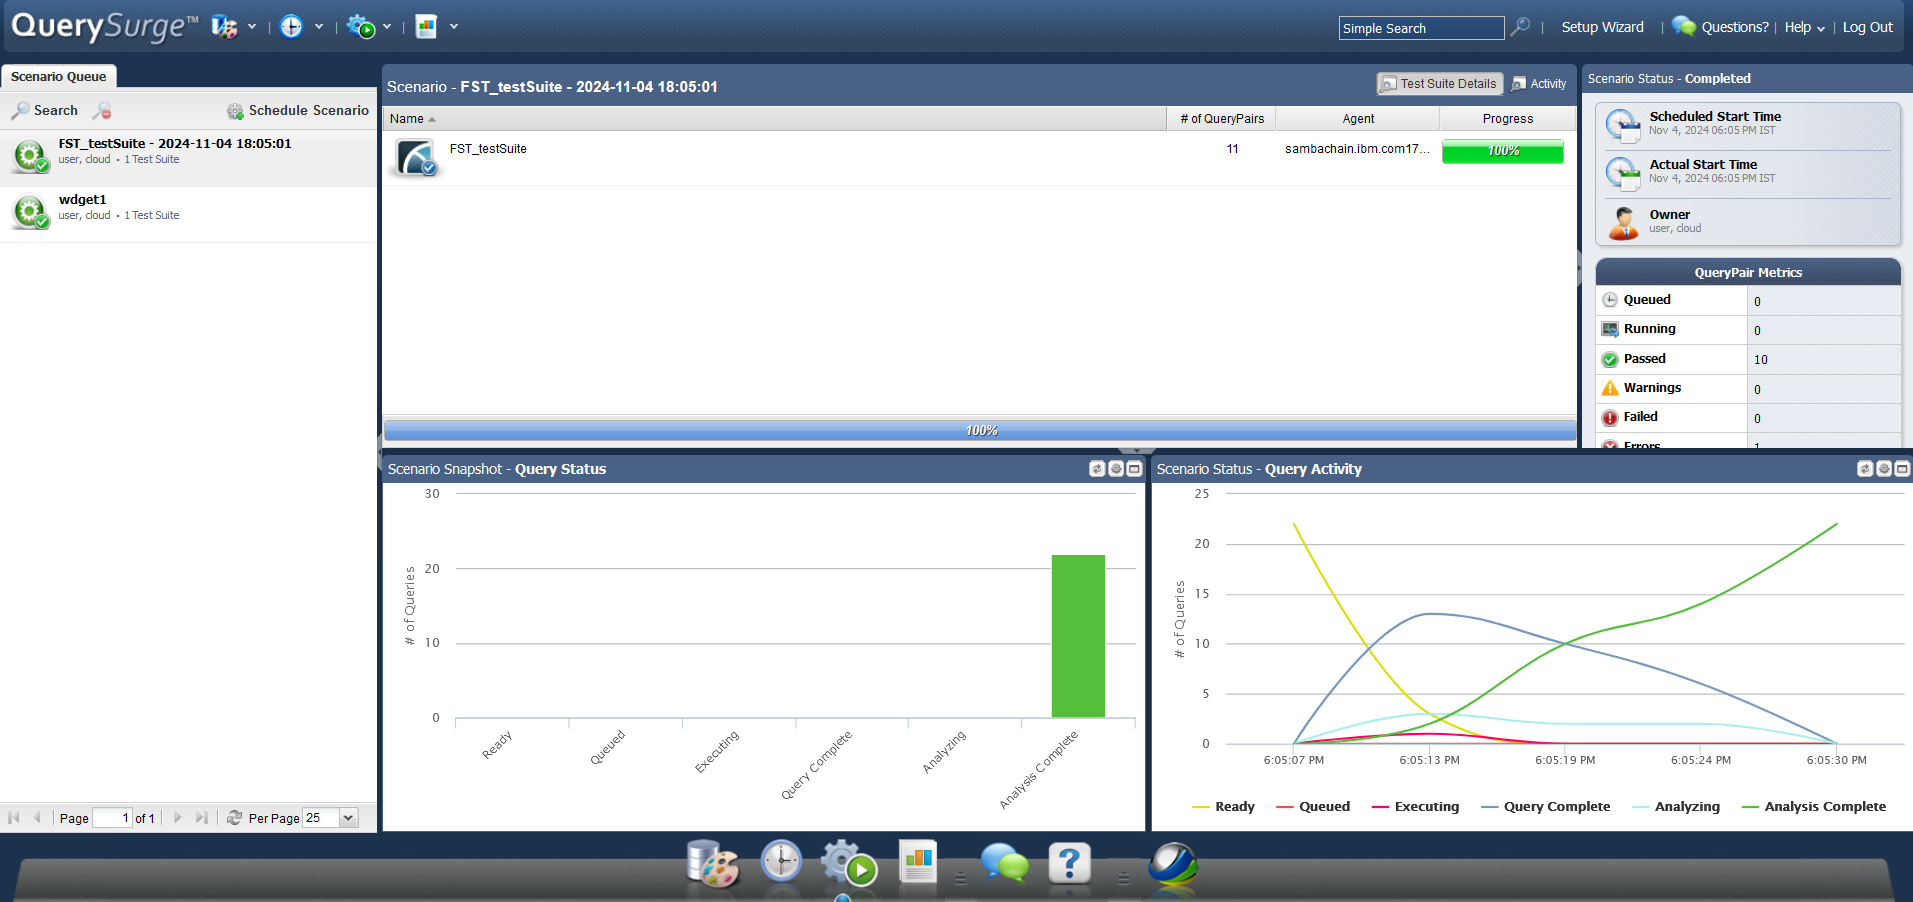 QuerySurge™
Simple Search
Setup Wizard
Questions?
Help
Log Out
Scenario Queue
Search
Schedule Scenario
FST_testSuite - 2024-11-04 18:05:01
user, cloud • 1 Test Suite
wdget1
user, cloud • 1 Test Suite
Page 1 of 1
Per Page 25
Scenario - FST_testSuite - 2024-11-04 18:05:01
Test Suite Details
Activity
Name
# of QueryPairs
Agent
Progress
FST_testSuite
11
sambachain.ibm.com17...
100%
100%
Scenario Status - Completed
Scheduled Start Time
Nov 4, 2024 06:05 PM IST
Actual Start Time
Nov 4, 2024 06:05 PM IST
Owner
user, cloud
QueryPair Metrics
Queued 0
Running 0
Passed 10
Warnings 0
Failed 0
Errors 1
Scenario Snapshot - Query Status
30
20
10
0
# of Queries
Ready
Queued
Executing
Query Complete
Analyzing
Analysis Complete
Scenario Status - Query Activity
25
20
15
10
5
0
# of Queries
6:05:07 PM
6:05:13 PM
6:05:19 PM
6:05:24 PM
6:05:30 PM
Ready
Queued
Executing
Query Complete
Analyzing
Analysis Complete